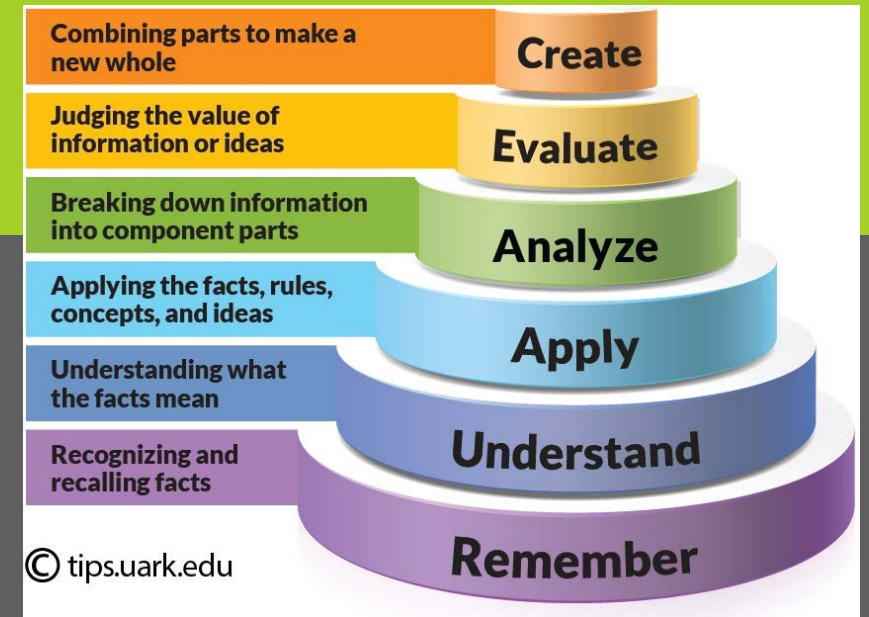 Combining parts to make a
new whole
Create
Judging the value of
information or ideas
Evaluate
Breaking down information
into component parts
Analyze
Applying the facts, rules,
concepts, and ideas
Apply
Understanding what
the facts mean
Understand
Recognizing and
recalling facts
Remember
© tips.uark.edu